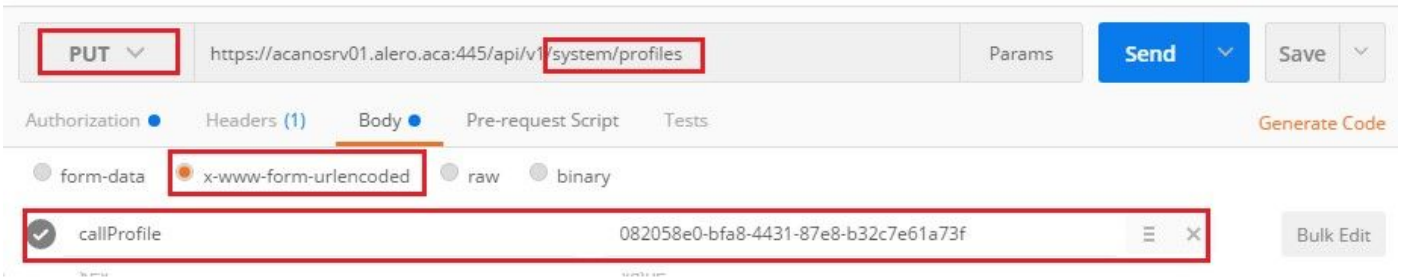 PUT https://acanosrv01.alero.aca:445/api/v1/system/profiles Params Send Save
Authorization Headers (1) Body Pre-request Script Tests Generate Code
form-data x-www-form-urlencoded raw binary
callProfile 082058e0-bfa8-4431-87e8-b32c7e61a73f Bulk Edit